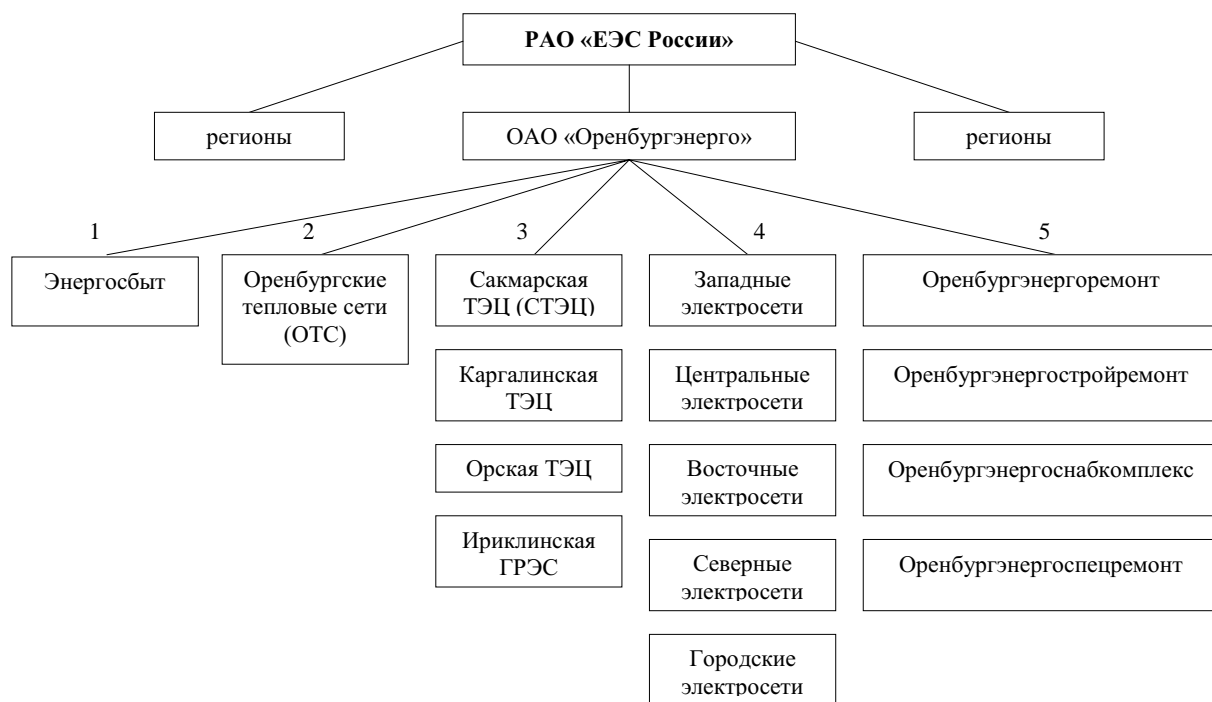 РАО «ЕЭС России»
регионы
ОАО «Оренбургэнерго»
регионы
1
2
3
4
5
Энергосбыт
Оренбургские
тепловые сети
(ОТС)
Сакмарская
ТЭЦ (СТЭЦ)
Западные
электросети
Оренбургэнергоремонт
Каргалинская
ТЭЦ
Центральные
электросети
Оренбургэнергостройремонт
Орская ТЭЦ
Восточные
электросети
Оренбургэнергоснабкомплекс
Ириклинская
ГРЭС
Северные
электросети
Оренбургэнергоспецремонт
Городские
электросети